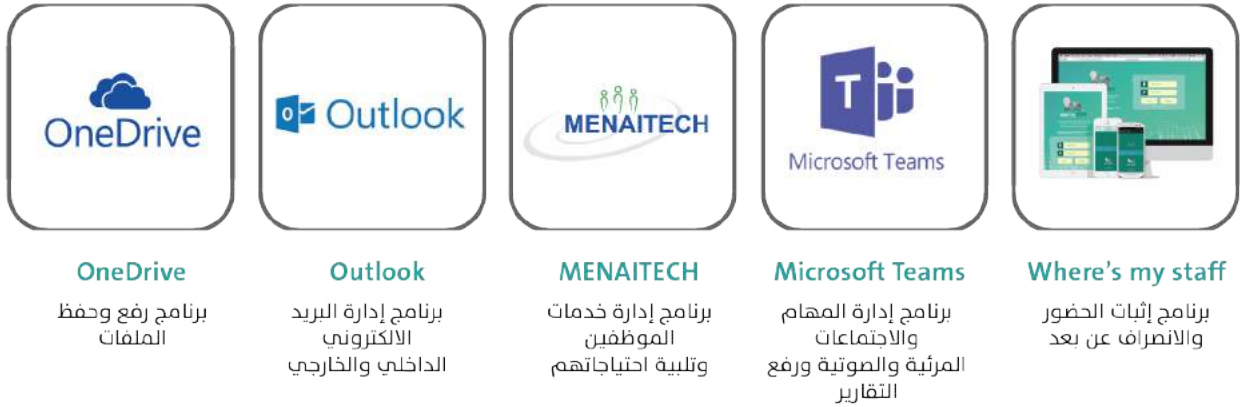 OneDrive
Outlook
MENAITECH
Microsoft Teams
Where's my staff
برنامج إثبات الحضور
والانصراف عن بعد
Microsoft Teams
برنامج إدارة المهام
والاجتماعات
المرئية والصوتية ورفع
التقارير
MENAITECH
برنامج إدارة خدمات
الموظفين
وتلبية احتياجاتهم
Outlook
برنامج إدارة البريد
الالكتروني
الداخلي والخارجي
OneDrive
برنامج رفع وحفظ
الملفات